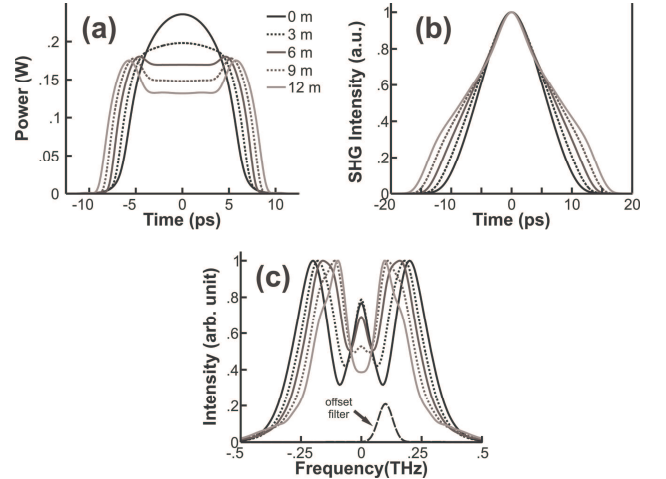 (a)
Power (W)
.2
.15
.1
.05
0
-10
-5
0
5
10
Time (ps)
0 m
3 m
6 m
9 m
12 m
(b)
SHG Intensity (a.u.)
1
.8
.6
.4
.2
0
-20
-10
0
10
20
Time (ps)
(c)
Intensity (arb. unit)
1
.8
.6
.4
.2
0
offset
filter
-.5
-0.25
0
0.25
.5
Frequency(THz)